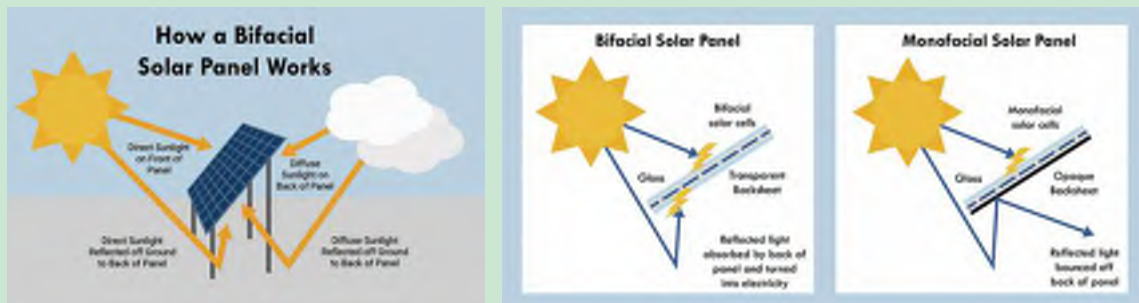 How a Bifacial
Solar Panel Works
Direct Sunlight
on Front of
Panel
Diffuse
Sunlight on
Back of Panel
Direct Sunlight
Reflected off Ground
to Back of Panel
Diffuse Sunlight
Reflected off Ground
to Back of Panel
Bifacial Solar Panel
Bifacial
solar cells
Glass
Transparent
Backsheet
Reflected light
absorbed by back of
panel and turned
into electricity
Monofacial Solar Panel
Monofacial
solar cells
Glass
Opaque
Backsheet
Reflected light
bounced off
back of panel